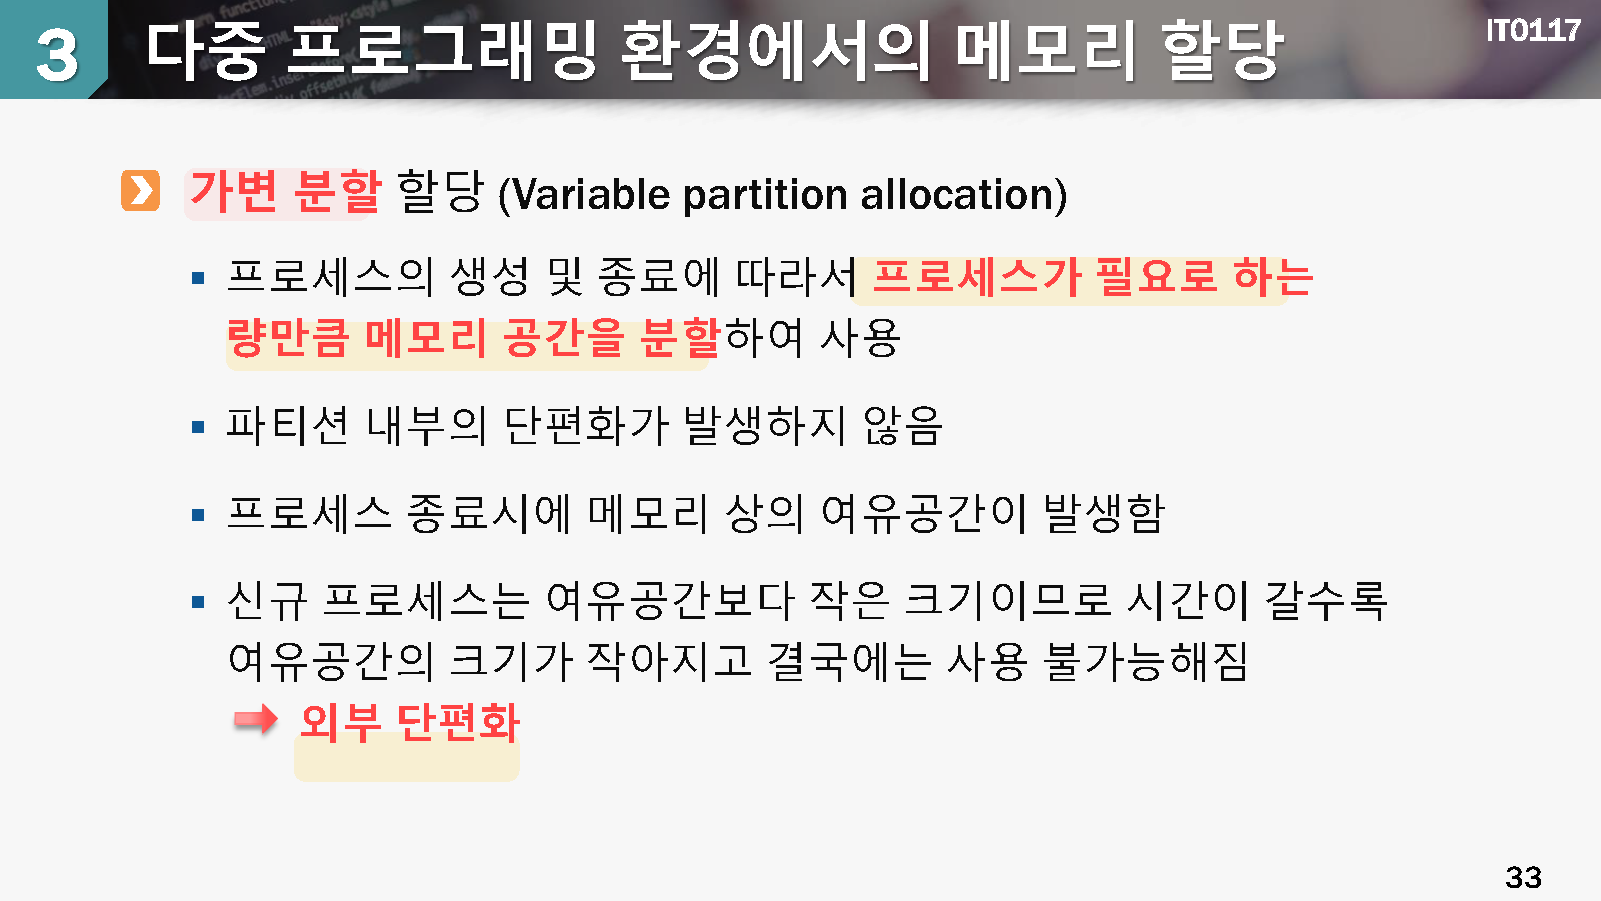 3 다중 프로그래밍 환경에서의 메모리 할당
IT0117
가변 분할 할당 (Variable partition allocation)
프로세스의 생성 및 종료에 따라서 프로세스가 필요로 하는
량만큼 메모리 공간을 분할하여 사용
파티션 내부의 단편화가 발생하지 않음
프로세스 종료시에 메모리 상의 여유공간이 발생함
신규 프로세스는 여유공간보다 작은 크기이므로 시간이 갈수록
여유공간의 크기가 작아지고 결국에는 사용 불가능해짐
외부 단편화
33